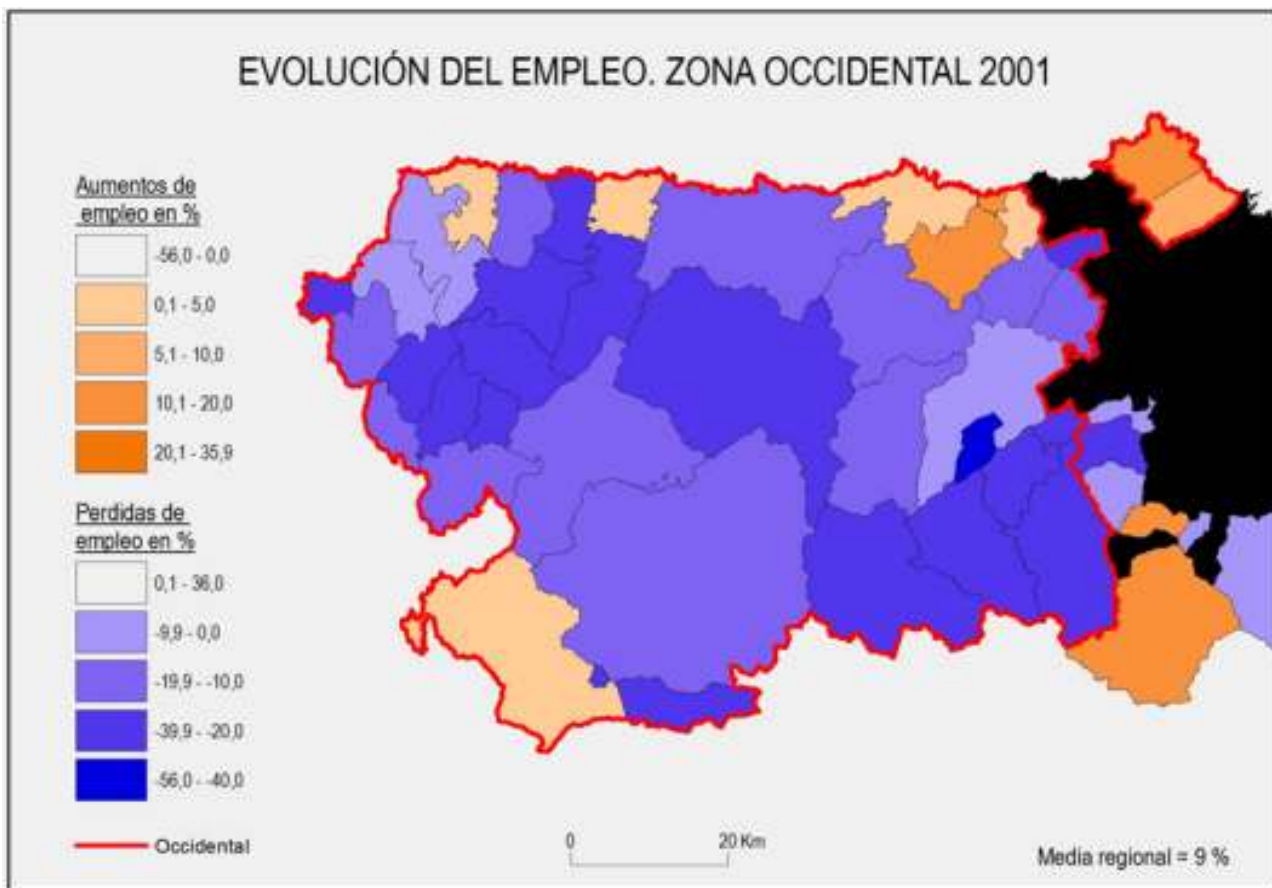 EVOLUCIÓN DEL EMPLEO. ZONA OCCIDENTAL 2001
Aumentos de
empleo en %
-56,0 - 0,0
0,1 - 5,0
5,1 - 10,0
10,1 - 20,0
20,1 - 35,9
Perdidas de
empleo en %
0,1 - 36,0
-9,9 - 0,0
-19,9 - -10,0
-39,9 - -20,0
-56,0 - -40,0
Occidental
0 20 Km
Media regional = 9 %